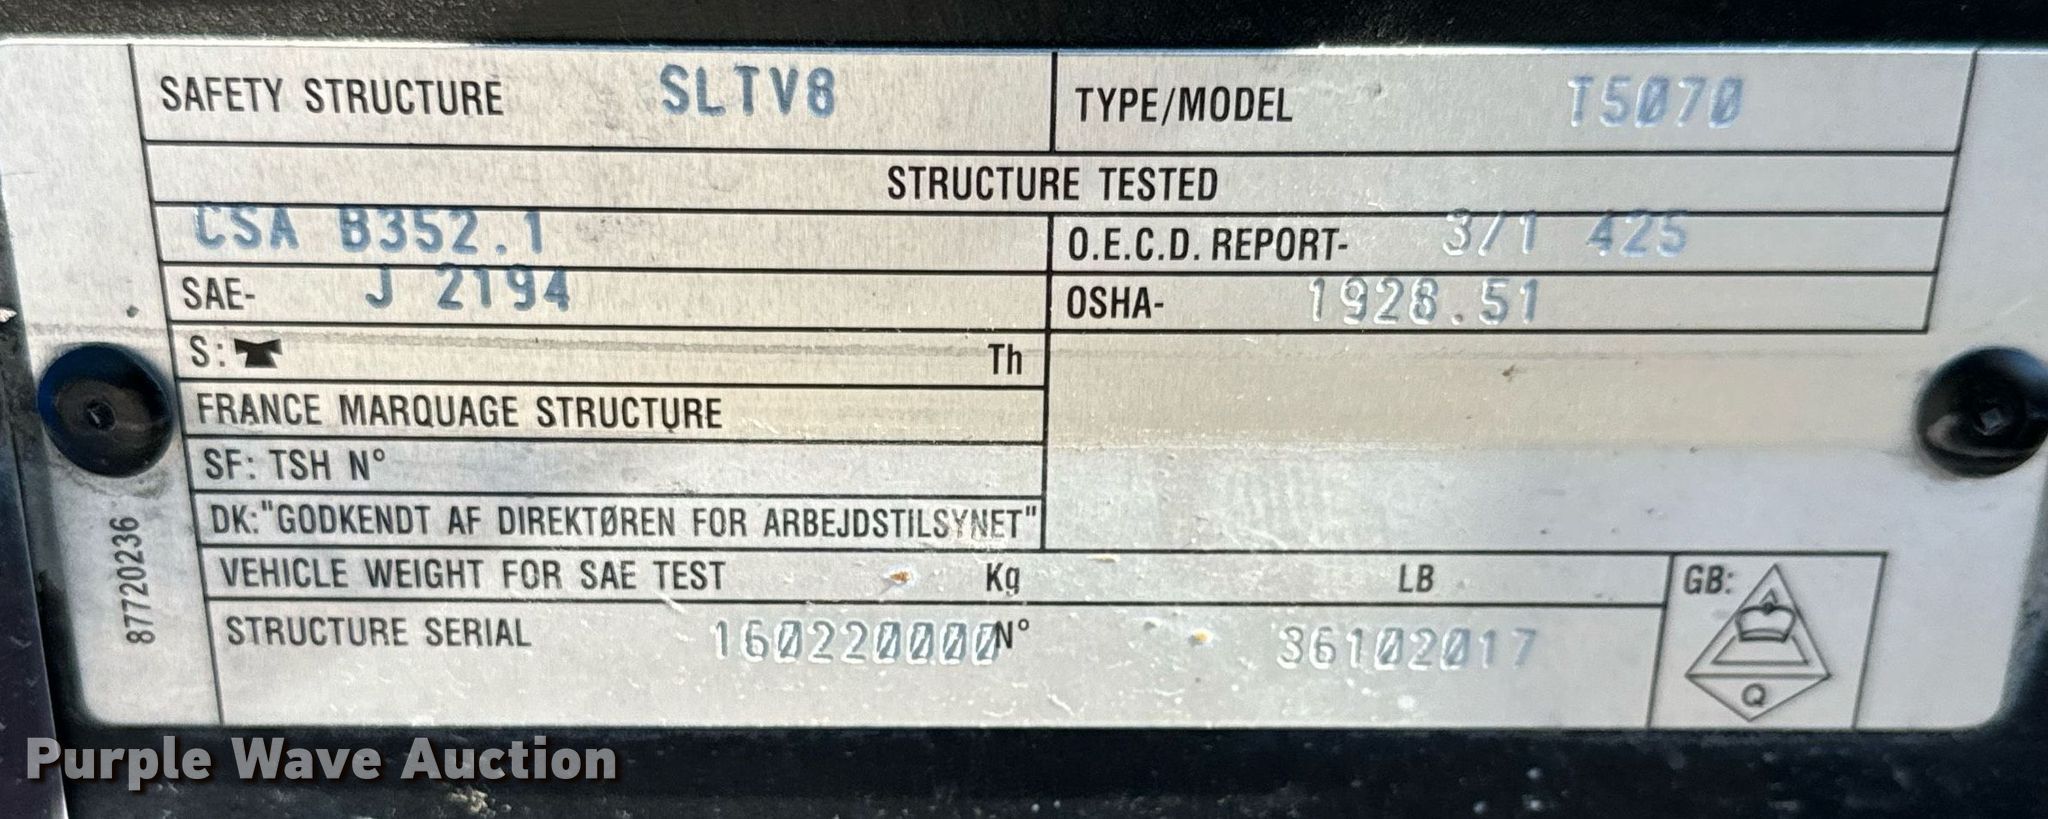 SAFETY STRUCTURE SLTV8 TYPE/MODEL T5070
STRUCTURE TESTED
CSA B352.1 O.E.C.D. REPORT- 3/1 425
SAE- J 2194 OSHA- 1928.51
S: Th
FRANCE MARQUAGE STRUCTURE
SF: TSH N°
DK:"GODKENDT AF DIREKTØREN FOR ARBEJDSTILSYNET"
VEHICLE WEIGHT FOR SAE TEST Kg LB GB:
STRUCTURE SERIAL 160220000 N° 36102017
Q
87720236
Purple Wave Auction